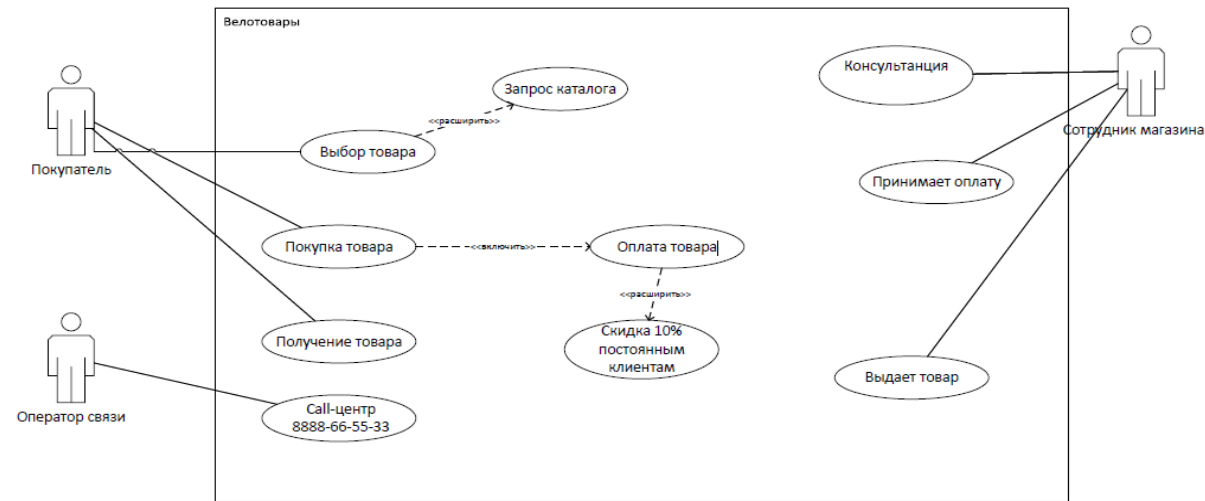 Велотовары
Запрос каталога
<<расширить>>
Выбор товара
Покупатель
Консультанция
Сотрудник магазина
Принимает оплату
Покупка товара
<<включить>>
Оплата товара
<<расширить>>
Скидка 10%
постоянным
клиентам
Получение товара
Выдает товар
Оператор связи
Call-центр
8888-66-55-33